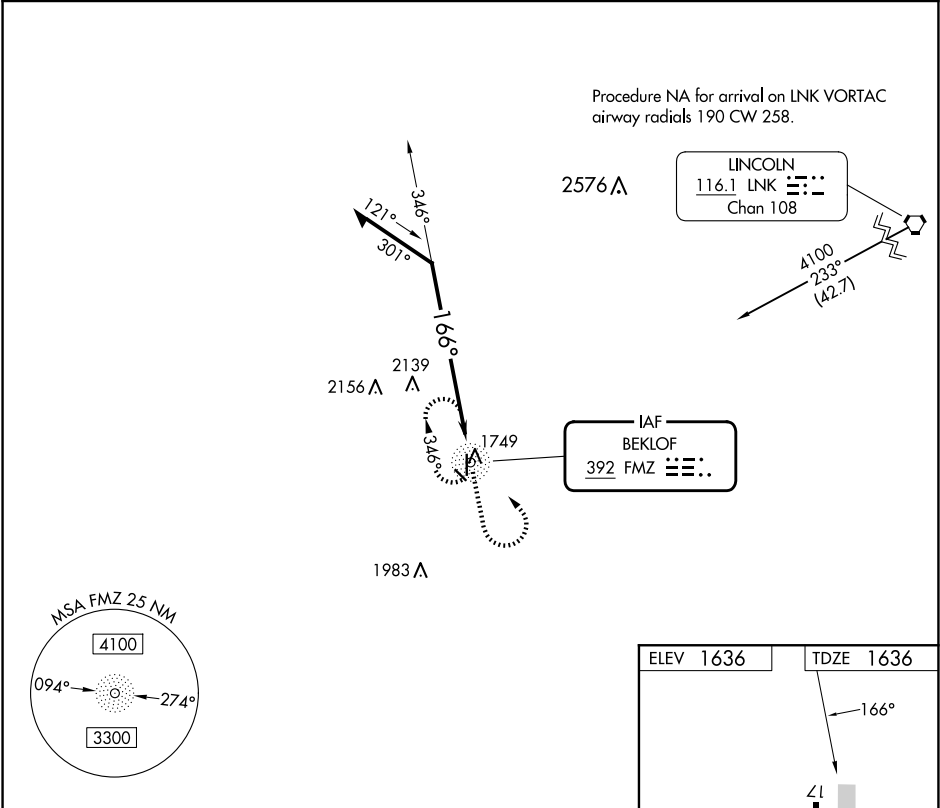 Procedure NA for arrival on LNK VORTAC
airway radials 190 CW 258.
LINCOLN
116.1 LNK
Chan 108
2576
346°
121°
301°
4100
233°
(42.7)
166°
2139
2156
346°
1749
IAF
BEKLOF
392 FMZ
1983
MSA FMZ 25 NM
4100
094°
274°
3300
ELEV 1636
TDZE 1636
166°
17